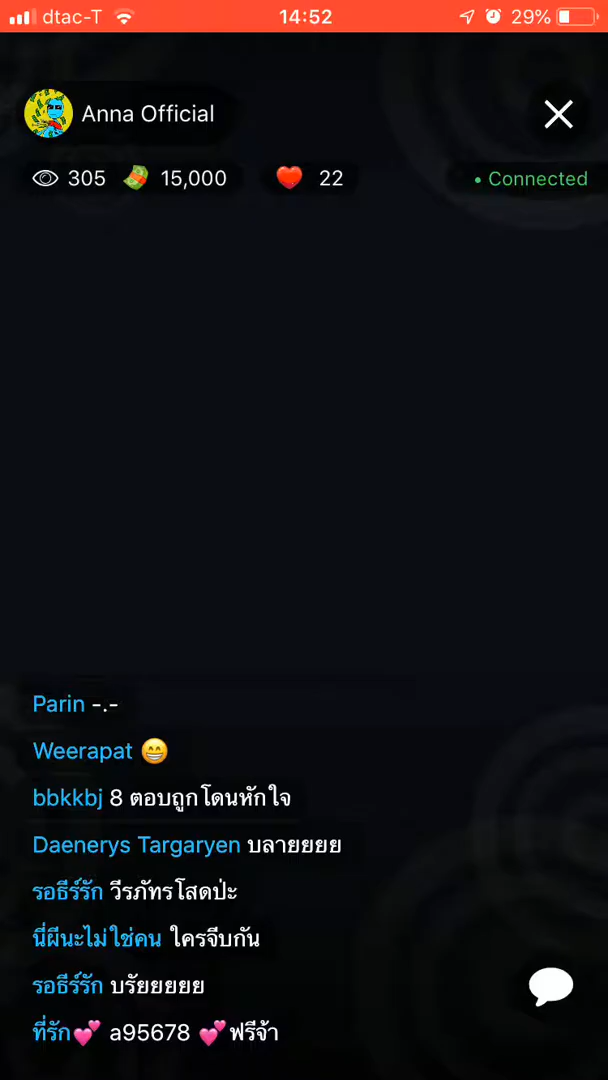 dtac-T 14:52 29%
Anna Official
305 15,000 22 • Connected
Parin -.-
Weerapat 😁
bbkkbj 8 ตอบถูกโดนหักใจ
Daenerys Targaryen บลายยยย
รอธีร์รัก วีรภัทรโสดป่ะ
นี่ผีนะไม่ใช่คน ใครจีบกัน
รอธีร์รัก บรัยยยยย
ที่รัก💕 a95678 💕ฟรีจ้า